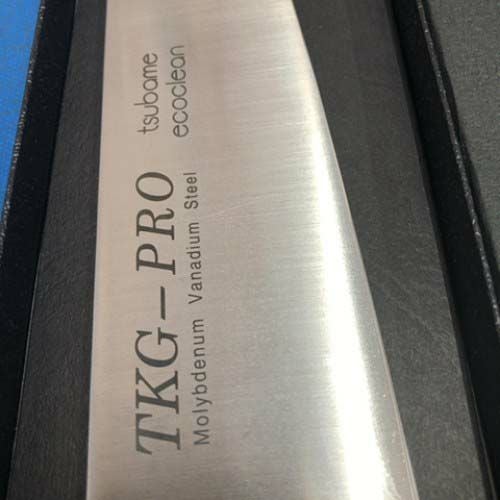 TKG-PRO
Molybdenum Vanadium Steel
tsubame
ecoclean